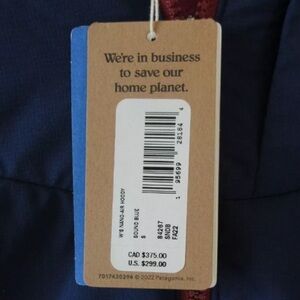 We're in business
to save our
home planet.
W'S NANO-AIR HOODY
SOUND BLUE
S
84267
SNDB
FA22
1 95699 28184 4
CAD $375.00
U.S. $299.00
7017430294 © 2022 Patagonia, Inc.